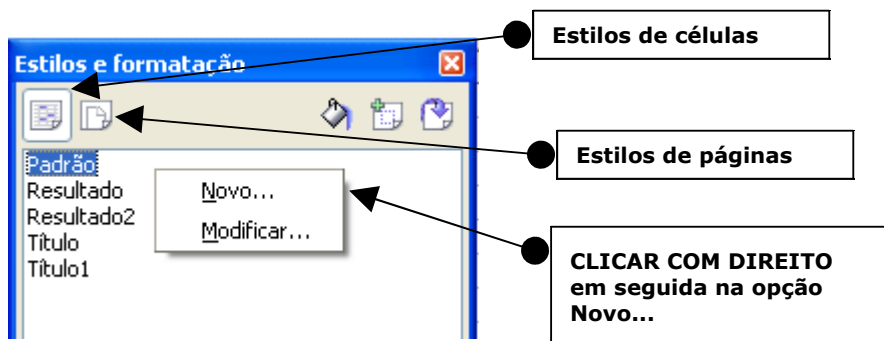 Estilos de células
Estilos e formatação
Estilos de páginas
Padrão
Resultado
Resultado2
Título
Título1
Novo...
Modificar...
CLICAR COM DIREITO
em seguida na opção
Novo...